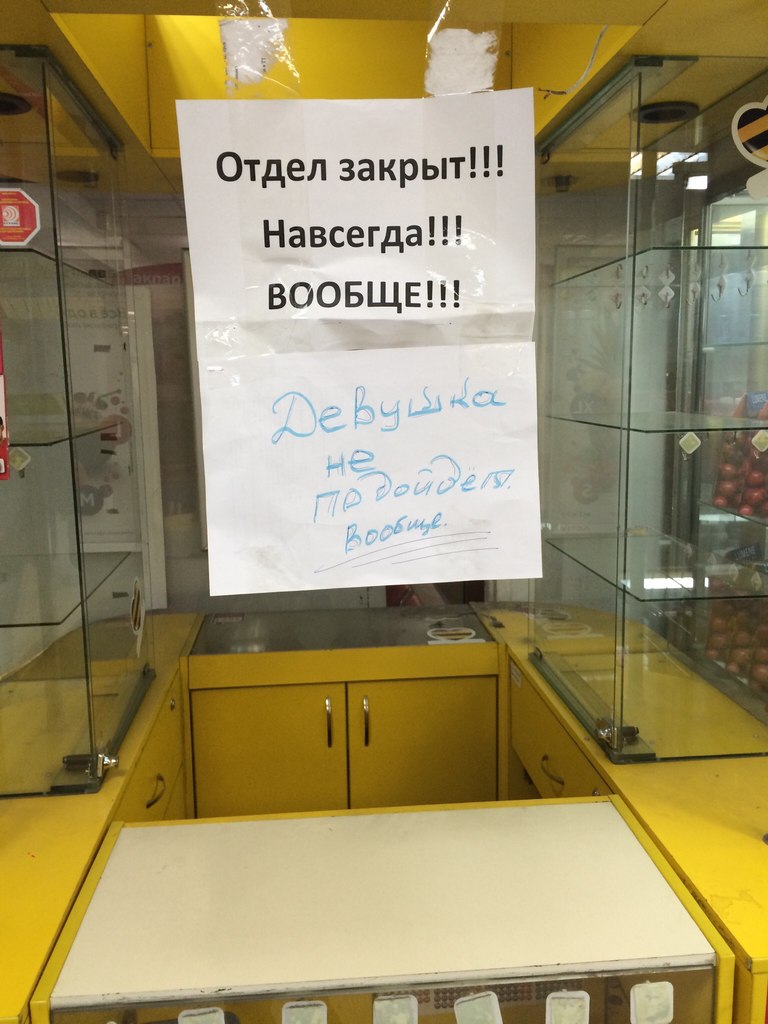 Отдел закрыт!!!
Навсегда!!!
ВООБЩЕ!!!
Девушка
не
подойдёт.
Вообще.